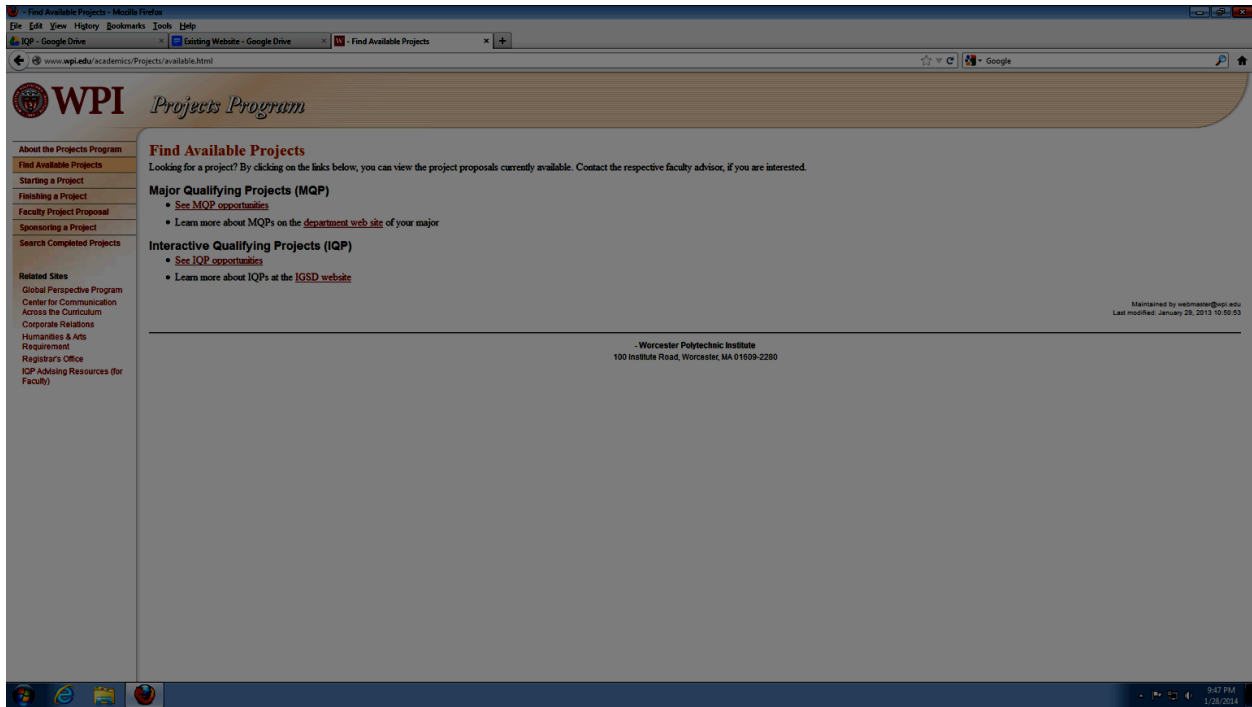 - Find Available Projects - Mozilla Firefox
File Edit View History Bookmarks Tools Help
IQP - Google Drive
Existing Website - Google Drive
- Find Available Projects
www.wpi.edu/academics/Projects/available.html
Google
WPI
Projects Program
About the Projects Program
Find Available Projects
Starting a Project
Finishing a Project
Faculty Project Proposal
Sponsoring a Project
Search Completed Projects
Related Sites
Global Perspective Program
Center for Communication
Across the Curriculum
Corporate Relations
Humanities & Arts
Requirement
Registrar's Office
IQP Advising Resources (for
Faculty)
Find Available Projects
Looking for a project? By clicking on the links below, you can view the project proposals currently available. Contact the respective faculty advisor, if you are interested.
Major Qualifying Projects (MQP)
See MQP opportunities
Learn more about MQPs on the department web site of your major
Interactive Qualifying Projects (IQP)
See IQP opportunities
Learn more about IQPs at the IGSD website
Maintained by webmaster@wpi.edu
Last modified: January 29, 2013 10:50:53
- Worcester Polytechnic Institute
100 Institute Road, Worcester, MA 01609-2280
9:47 PM
1/28/2014